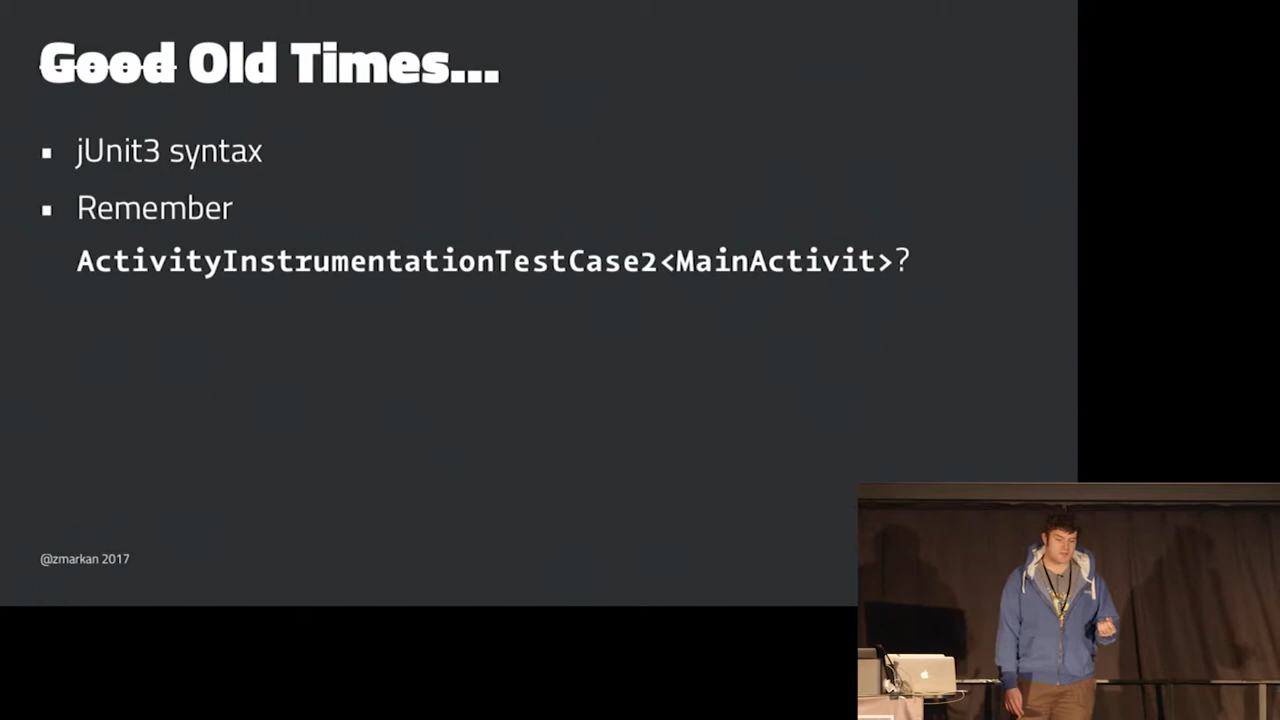 Good Old Times...
▪ jUnit3 syntax
▪ Remember
ActivityInstrumentationTestCase2<MainActivit>?
@zmarkan 2017